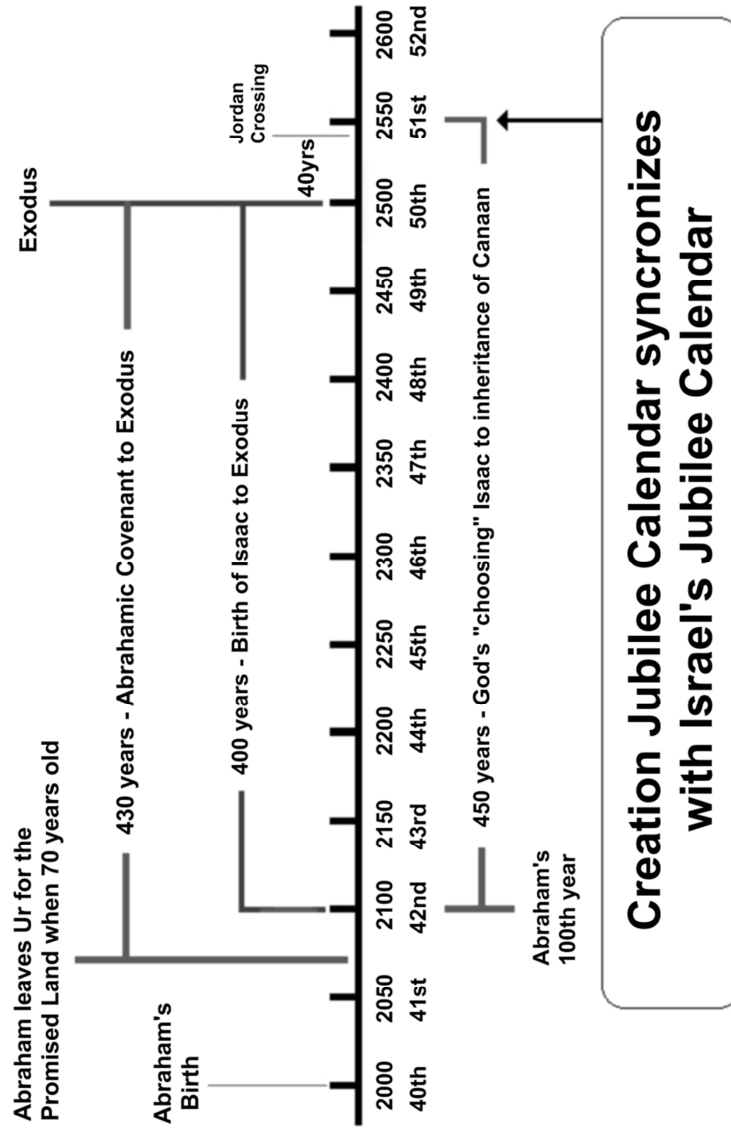 Exodus
Abraham leaves Ur for the
Promised Land when 70 years old
430 years - Abrahamic Covenant to Exodus
Abraham's
Birth
400 years - Birth of Isaac to Exodus
Jordan
Crossing
40yrs
2000 2050 2100 2150 2200 2250 2300 2350 2400 2450 2500 2550 2600
40th 41st 42nd 43rd 44th 45th 46th 47th 48th 49th 50th 51st 52nd
450 years - God's "choosing" Isaac to inheritance of Canaan
Abraham's
100th year
Creation Jubilee Calendar syncronizes
with Israel's Jubilee Calendar